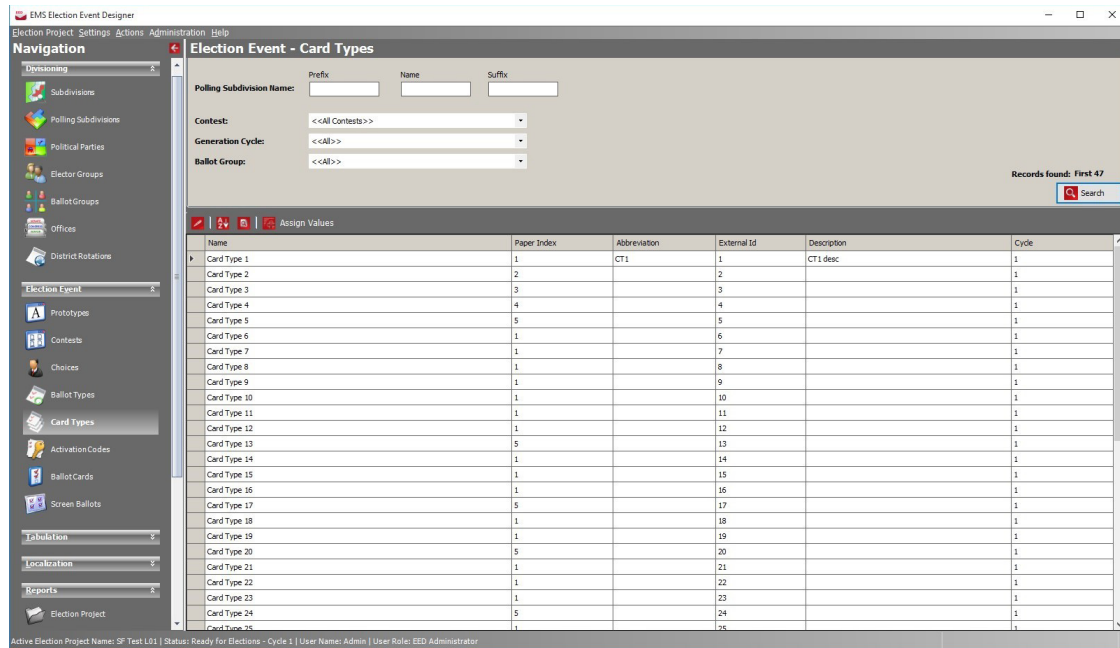 EMS Election Event Designer
Election Project Settings Actions Administration Help
Navigation
Divisioning
Subdivisions
Polling Subdivisions
Political Parties
Elector Groups
Ballot Groups
Offices
District Rotations
Election Event
Prototypes
Contests
Choices
Ballot Types
Card Types
Activation Codes
Ballot Cards
Screen Ballots
Tabulation
Localization
Reports
Election Project
Election Event - Card Types
Prefix Name Suffix
Polling Subdivision Name:
Contest: <<All Contests>>
Generation Cycle: <<All>>
Ballot Group: <<All>>
Records found: First 47
Search
Assign Values
Name Paper Index Abbreviation External Id Description Cycle
Card Type 1 1 CT1 1 CT1 desc 1
Card Type 2 2 2 1
Card Type 3 3 3 1
Card Type 4 4 4 1
Card Type 5 5 5 1
Card Type 6 1 6 1
Card Type 7 1 7 1
Card Type 8 1 8 1
Card Type 9 1 9 1
Card Type 10 1 10 1
Card Type 11 1 11 1
Card Type 12 1 12 1
Card Type 13 5 13 1
Card Type 14 1 14 1
Card Type 15 1 15 1
Card Type 16 1 16 1
Card Type 17 5 17 1
Card Type 18 1 18 1
Card Type 19 1 19 1
Card Type 20 5 20 1
Card Type 21 1 21 1
Card Type 22 1 22 1
Card Type 23 1 23 1
Card Type 24 5 24 1
Card Type 25 1 25 1
Active Election Project Name: SF Test L01 | Status: Ready for Elections - Cycle 1 | User Name: Admin | User Role: EED Administrator